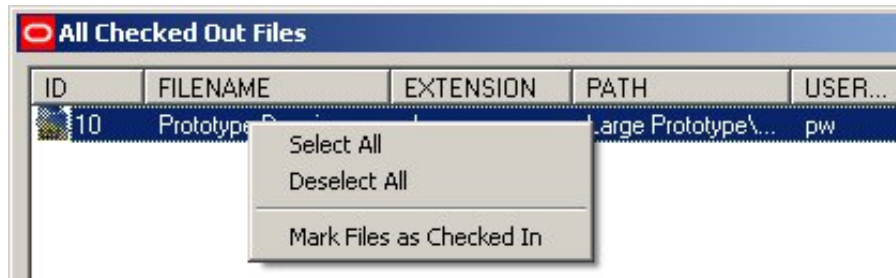 All Checked Out Files
ID FILENAME EXTENSION PATH USER...
10 Prototype Large Prototype\... pw
Select All
Deselect All
Mark Files as Checked In